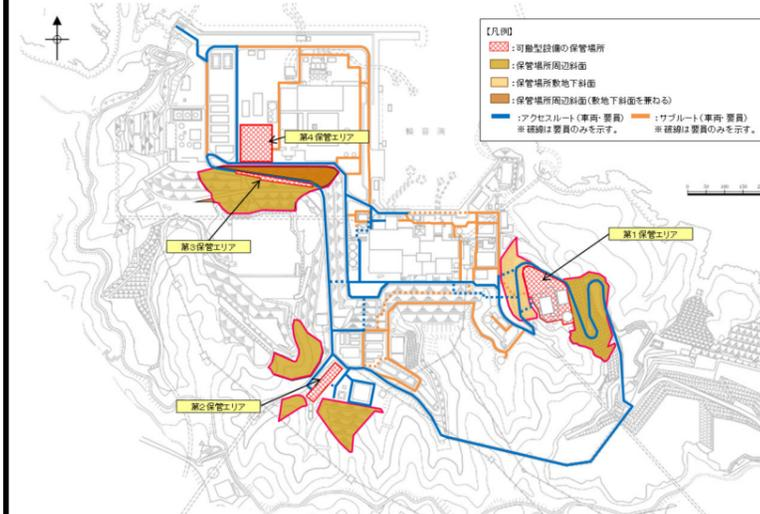 【凡例】
:可搬型設備の保管場所
:保管場所周辺斜面
:保管場所敷地下斜面
:保管場所周辺斜面(敷地下斜面を兼ねる)
:アクセスルート(車両・要員)
※破線は要員のみを示す。
:サブルート(車両・要員)
※破線は要員のみを示す。
第4保管エリア
輪谷湾
第3保管エリア
第1保管エリア
第2保管エリア